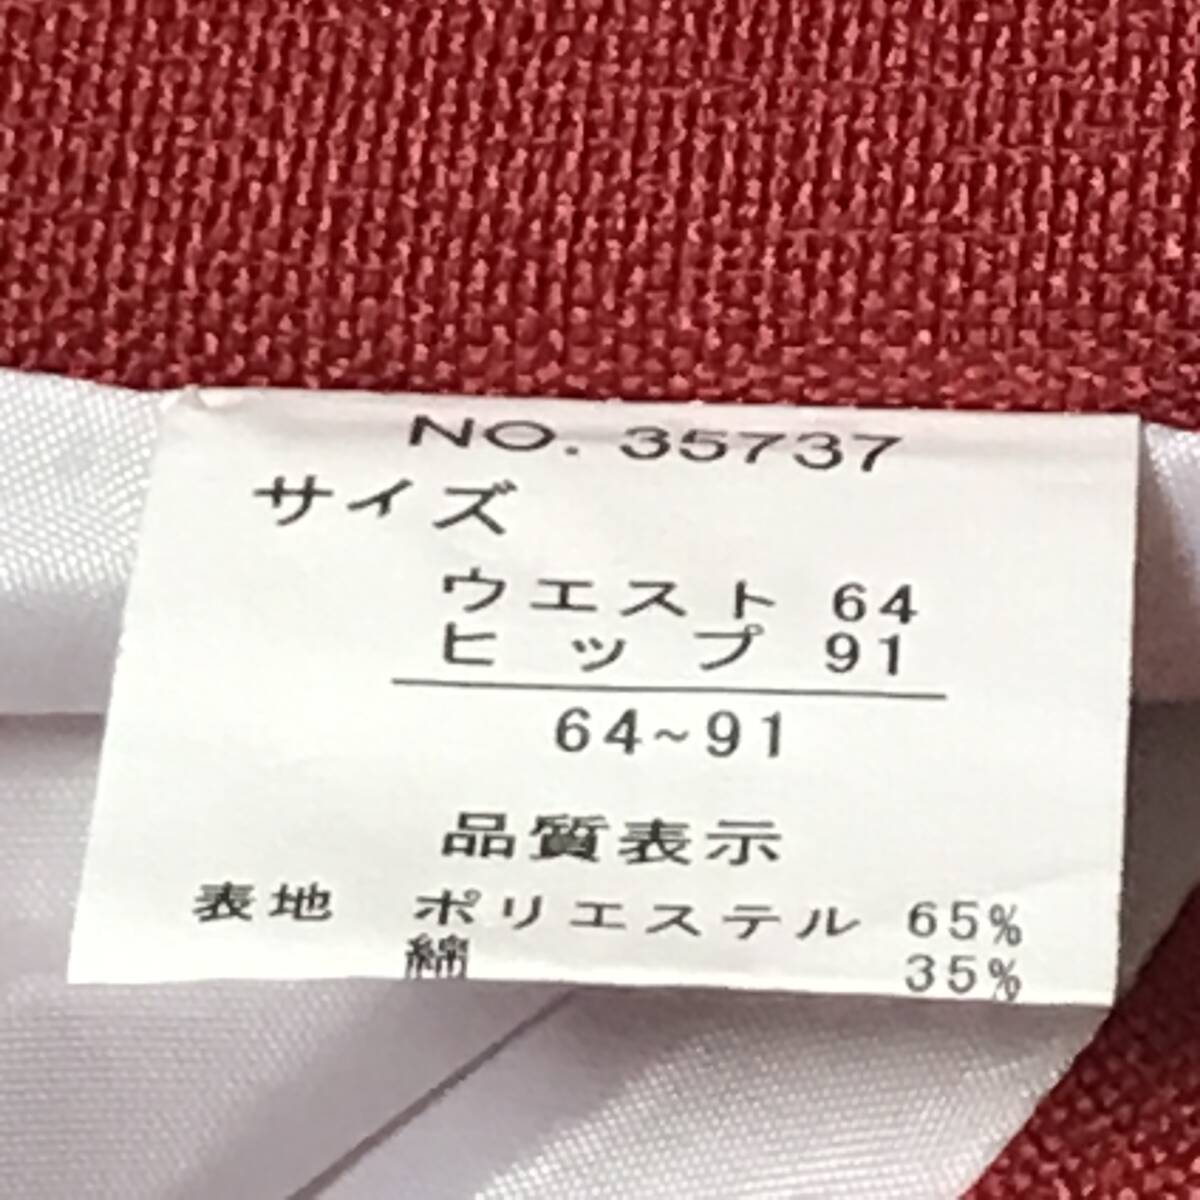 NO. 35737
サイズ
ウエスト 64
ヒップ 91
64~91
品質表示
表地 ポリエステル 65%
綿 35%